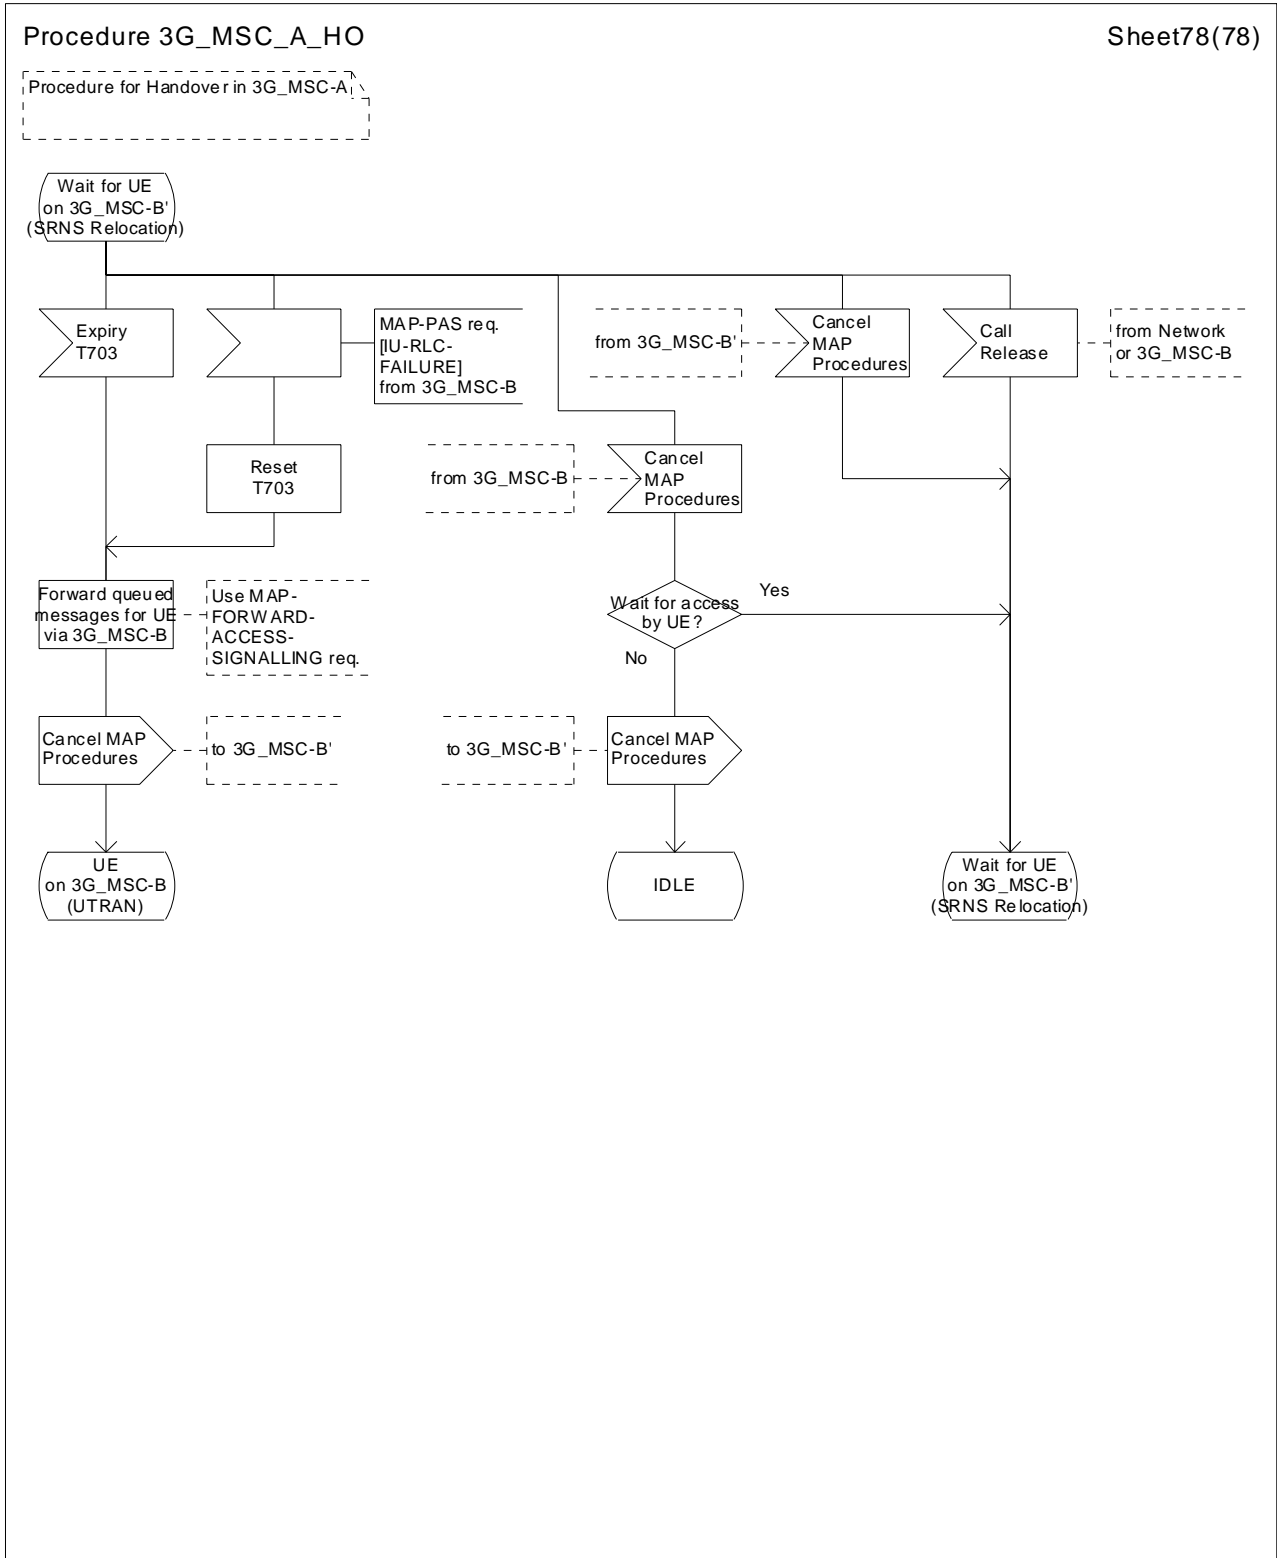 Procedure 3G_MSC_A_HO
Sheet78(78)
Procedure for Handover in 3G_MSC-A
Wait for UE
on 3G_MSC-B'
(SRNS Relocation)
Expiry
T703
MAP-PAS req.
[IU-RLC-
FAILURE]
from 3G_MSC-B
from 3G_MSC-B'
Cancel
MAP
Procedures
Call
Release
from Network
or 3G_MSC-B
Reset
T703
from 3G_MSC-B
Cancel
MAP
Procedures
Forward queued
messages for UE
via 3G_MSC-B
Use MAP-
FORWARD-
ACCESS-
SIGNALLING req.
Wait for access
by UE?
Yes
No
Cancel MAP
Procedures
to 3G_MSC-B'
to 3G_MSC-B'
Cancel MAP
Procedures
UE
on 3G_MSC-B
(UTRAN)
IDLE
Wait for UE
on 3G_MSC-B'
(SRNS Relocation)